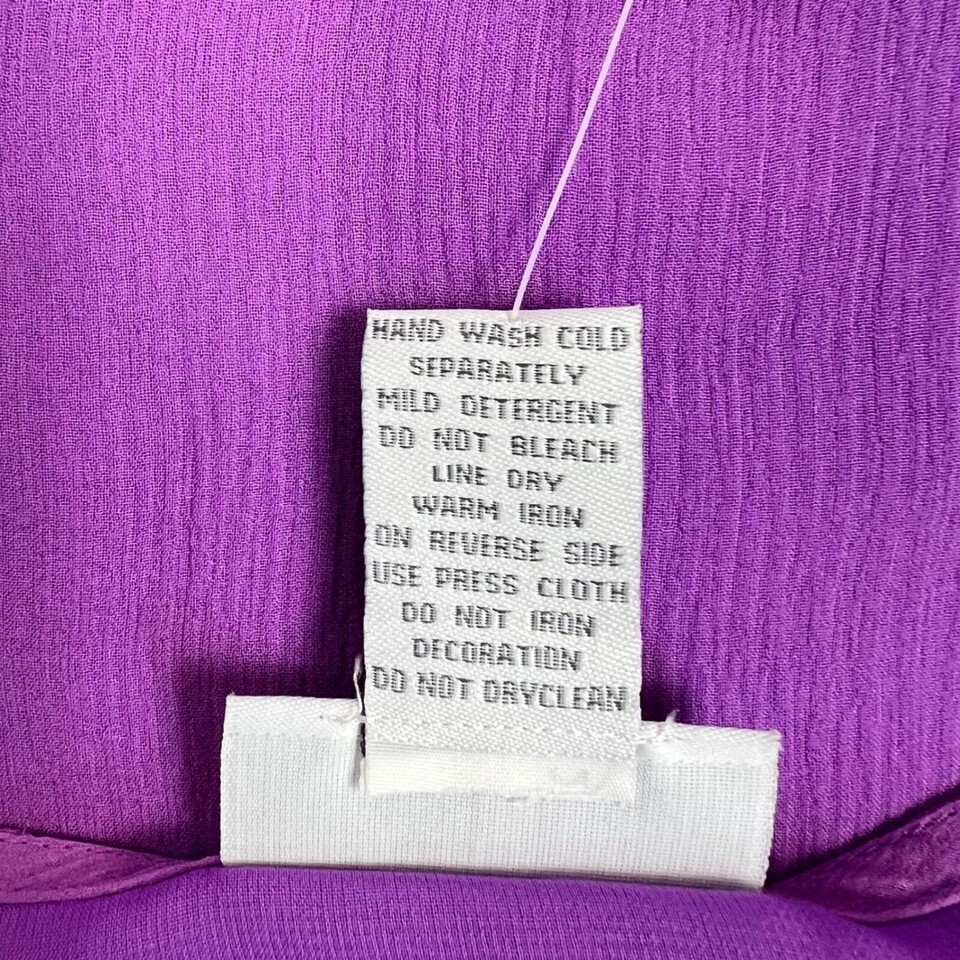 HAND WASH COLD
SEPARATELY
MILD DETERGENT
DO NOT BLEACH
LINE DRY
WARM IRON
ON REVERSE SIDE
USE PRESS CLOTH
DO NOT IRON
DECORATION
DO NOT DRYCLEAN